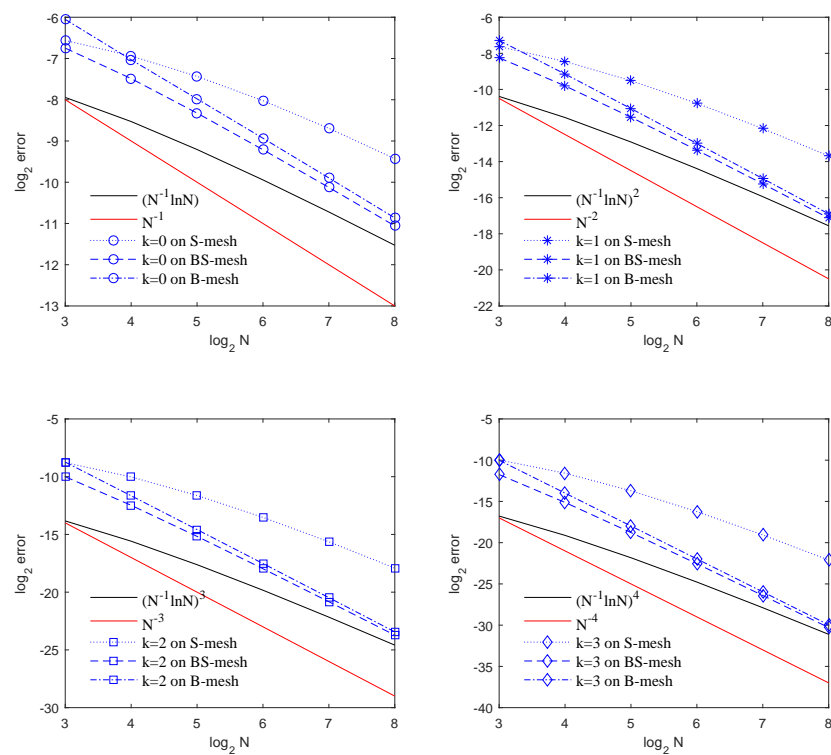 -6
-7
-8
-9
-10
-11
-12
-13
log₂ error
(N⁻¹lnN)
N⁻¹
k=0 on S-mesh
k=0 on BS-mesh
k=0 on B-mesh
3 4 5 6 7 8
log₂ N
-6
-8
-10
-12
-14
-16
-18
-20
-22
log₂ error
(N⁻¹lnN)²
N⁻²
k=1 on S-mesh
k=1 on BS-mesh
k=1 on B-mesh
3 4 5 6 7 8
log₂ N
-5
-10
-15
-20
-25
-30
log₂ error
(N⁻¹lnN)³
N⁻³
k=2 on S-mesh
k=2 on BS-mesh
k=2 on B-mesh
3 4 5 6 7 8
log₂ N
-5
-10
-15
-20
-25
-30
-35
-40
log₂ error
(N⁻¹lnN)⁴
N⁻⁴
k=3 on S-mesh
k=3 on BS-mesh
k=3 on B-mesh
3 4 5 6 7 8
log₂ N